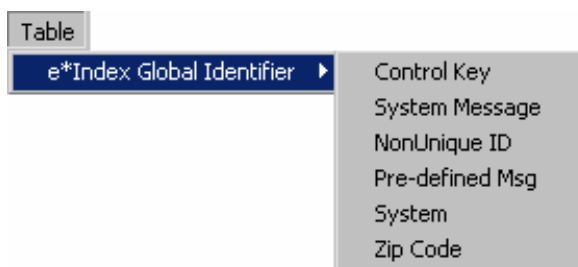 Table
e*Index Global Identifier
Control Key
System Message
NonUnique ID
Pre-defined Msg
System
Zip Code